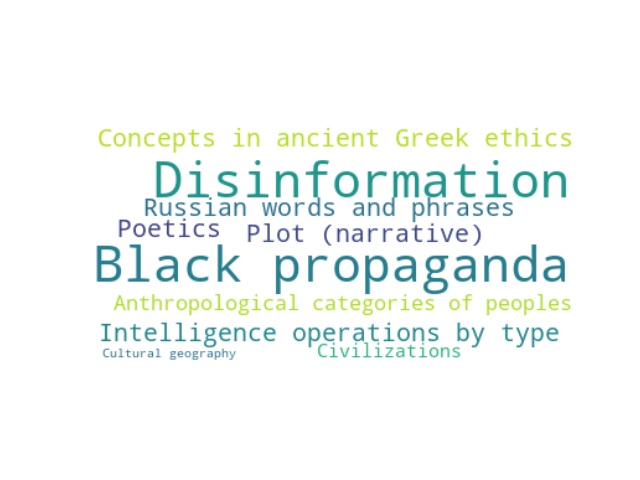 Concepts in ancient Greek ethics
Disinformation
Russian words and phrases
Poetics
Plot (narrative)
Black propaganda
Anthropological categories of peoples
Intelligence operations by type
Cultural geography
Civilizations